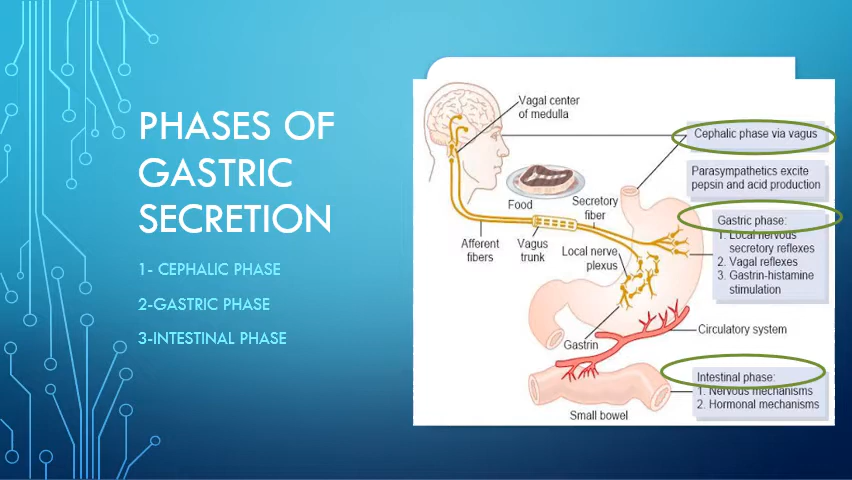 PHASES OF
GASTRIC
SECRETION
1- CEPHALIC PHASE
2-GASTRIC PHASE
3-INTESTINAL PHASE
Vagal center
of medulla
Cephalic phase via vagus
Parasympathetics excite
pepsin and acid production
Food
Secretory
fiber
Gastric phase:
1. Local nervous
secretory reflexes
2. Vagal reflexes
3. Gastrin-histamine
stimulation
Afferent
fibers
Vagus
trunk
Local nerve
plexus
Circulatory system
Gastrin
Intestinal phase:
1. Nervous mechanisms
2. Hormonal mechanisms
Small bowel